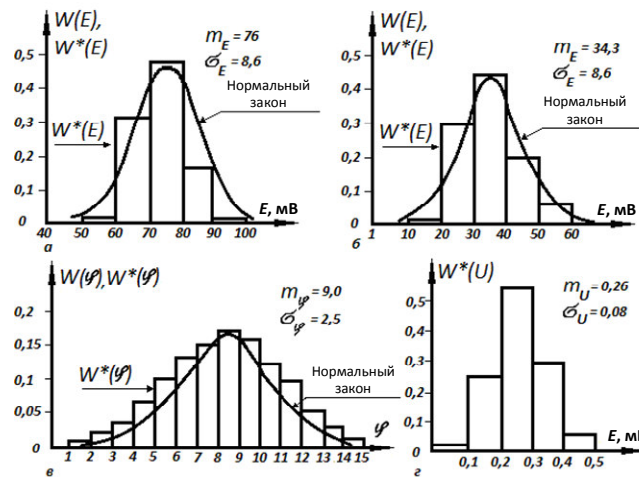 W(E),
W*(E)
m_E = 76
σ_E = 8,6
Нормальный
закон
W*(E)
0,5
0,4
0,3
0,2
0,1
0
40 50 60 70 80 90 100
E, мВ
а
W(E),
W*(E)
m_E = 34,3
σ_E = 8,6
Нормальный
закон
W*(E)
0,5
0,4
0,3
0,2
0,1
1 10 20 30 40 50 60
E, мВ
б
W(φ),W*(φ)
m_φ = 9,0
σ_φ = 2,5
W*(φ)
Нормальный
закон
0,2
0,15
0,1
0,05
0
1 2 3 4 5 6 7 8 9 10 11 12 13 14 15
φ
в
W*(U)
m_U = 0,26
σ_U = 0,08
0,5
0,4
0,3
0,2
0,1
0,1 0,2 0,3 0,4 0,5
E, м
г